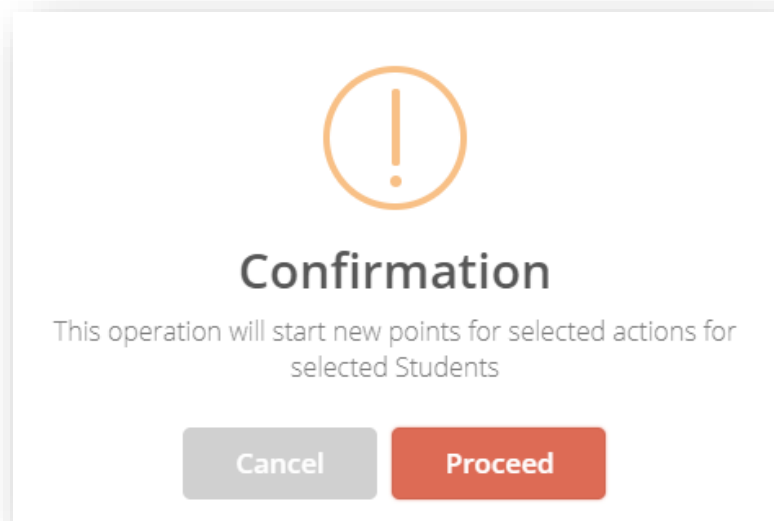 Confirmation
This operation will start new points for selected actions for
selected Students
Cancel Proceed